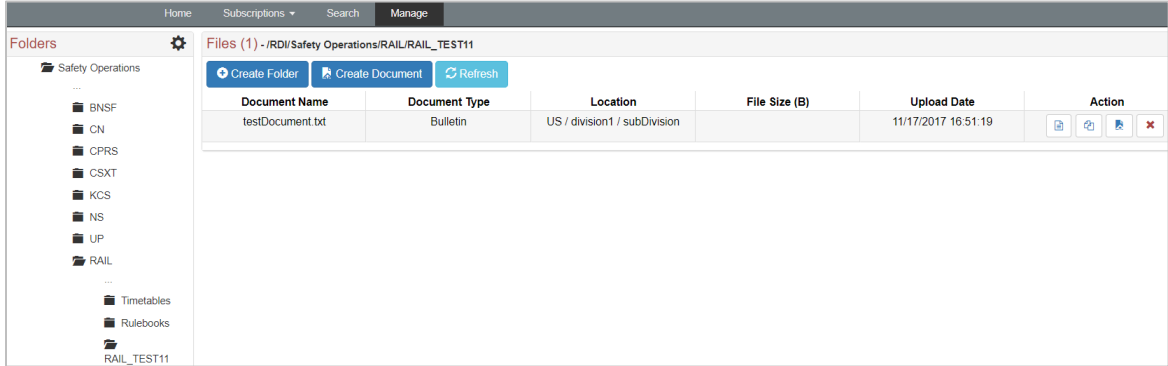 Home Subscriptions Search Manage
Folders
Safety Operations
...
BNSF
CN
CPRS
CSXT
KCS
NS
UP
RAIL
...
Timetables
Rulebooks
RAIL_TEST11
Files (1) - /RDI/Safety Operations/RAIL/RAIL_TEST11
Create Folder Create Document Refresh
Document Name Document Type Location File Size (B) Upload Date Action
testDocument.txt Bulletin US / division1 / subDivision 11/17/2017 16:51:19